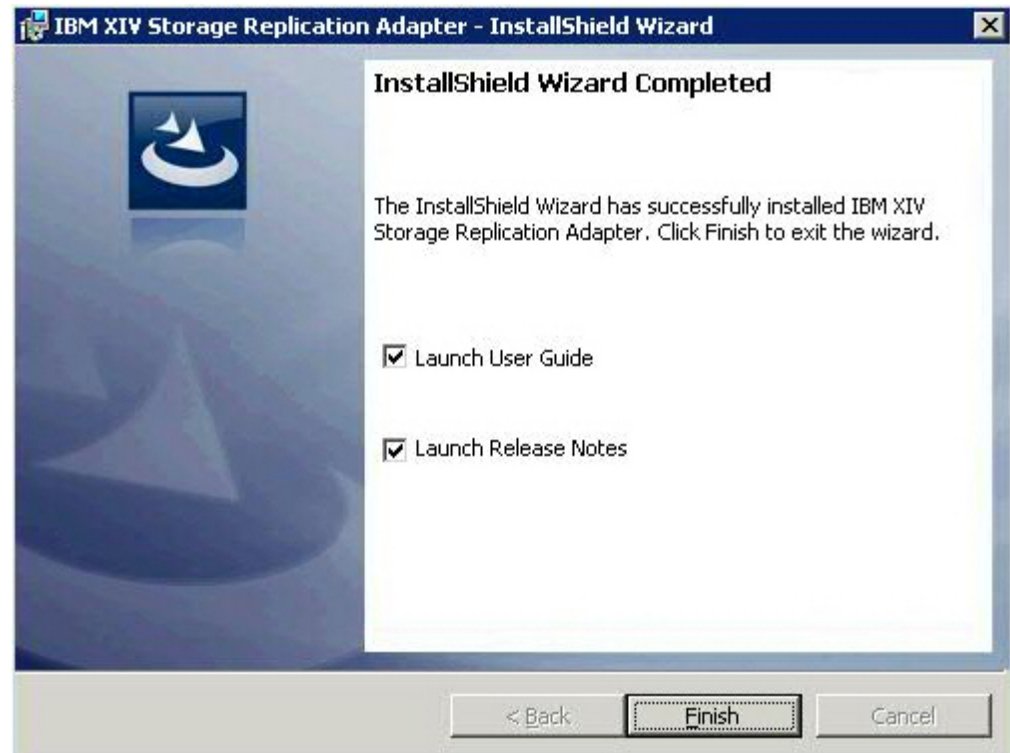 IBM XIV Storage Replication Adapter - InstallShield Wizard
InstallShield Wizard Completed
The InstallShield Wizard has successfully installed IBM XIV
Storage Replication Adapter. Click Finish to exit the wizard.
Launch User Guide
Launch Release Notes
< Back Finish Cancel